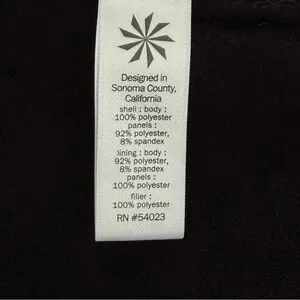 Designed in
Sonoma County,
California
shell : body :
100% polyester
panels :
92% polyester,
8% spandex
lining : body :
92% polyester,
8% spandex
panels :
100% polyester
filler :
100% polyester
RN #54023